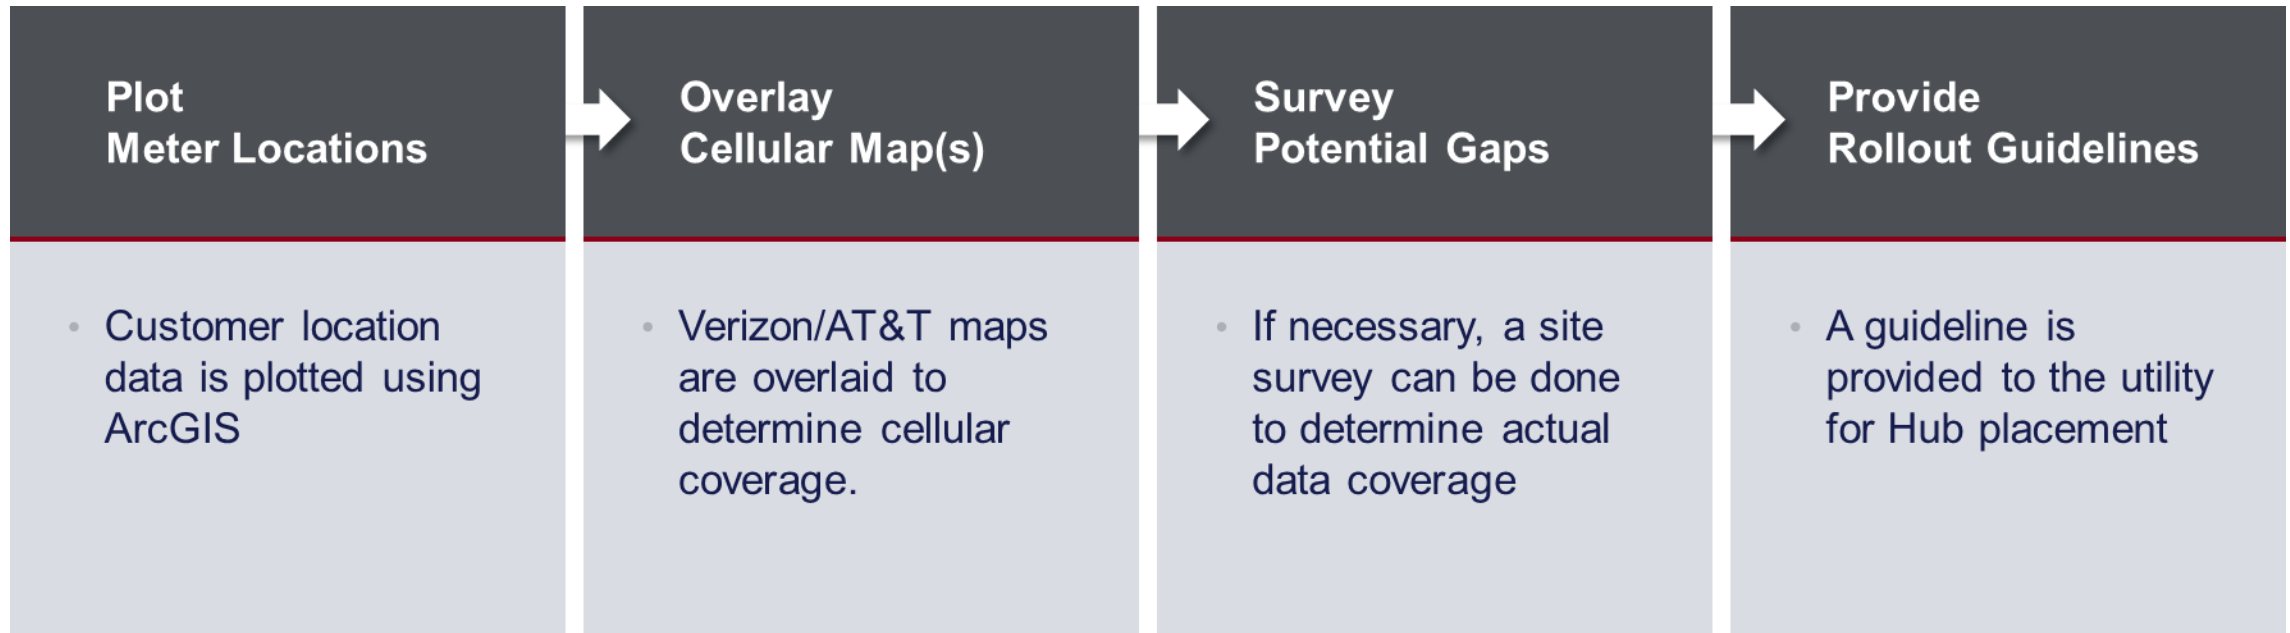 Plot
Meter Locations
• Customer location
data is plotted using
ArcGIS
Overlay
Cellular Map(s)
• Verizon/AT&T maps
are overlaid to
determine cellular
coverage.
Survey
Potential Gaps
• If necessary, a site
survey can be done
to determine actual
data coverage
Provide
Rollout Guidelines
• A guideline is
provided to the utility
for Hub placement